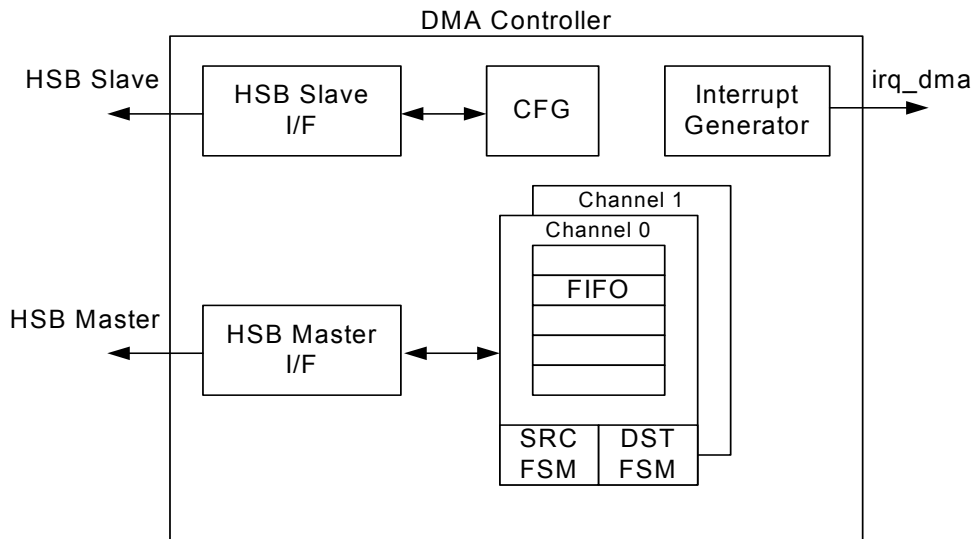 DMA Controller
HSB Slave
HSB Slave
I/F
CFG
Interrupt
Generator
irq_dma
Channel 1
Channel 0
FIFO
HSB Master
HSB Master
I/F
SRC
FSM
DST
FSM